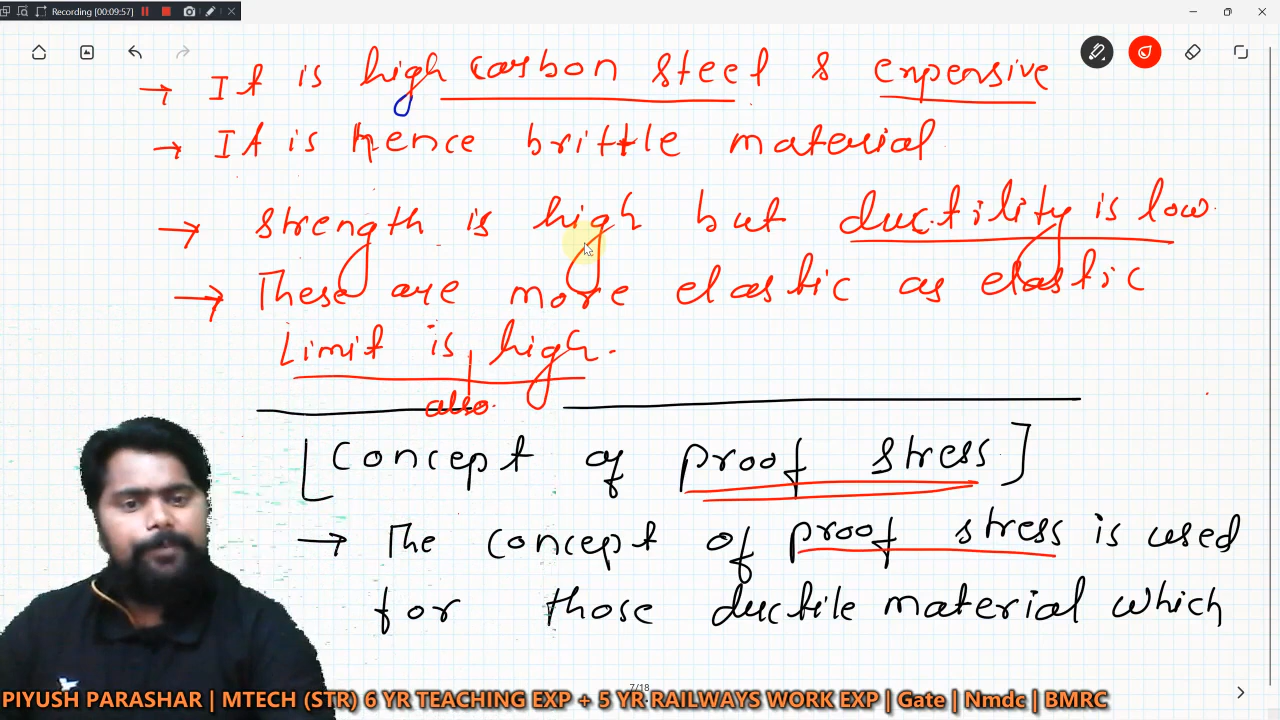 Recording [00:09:57]
→ It is high carbon steel & expensive
→ It is hence brittle material
→ strength is high but ductility is low.
→ These are more elastic as elastic
Limit is high.
also.
[Concept of proof stress]
→ The concept of proof stress is used
for those ductile material which
7/18
PIYUSH PARASHAR | MTECH (STR) 6 YR TEACHING EXP + 5 YR RAILWAYS WORK EXP | Gate | Nmdc | BMRC